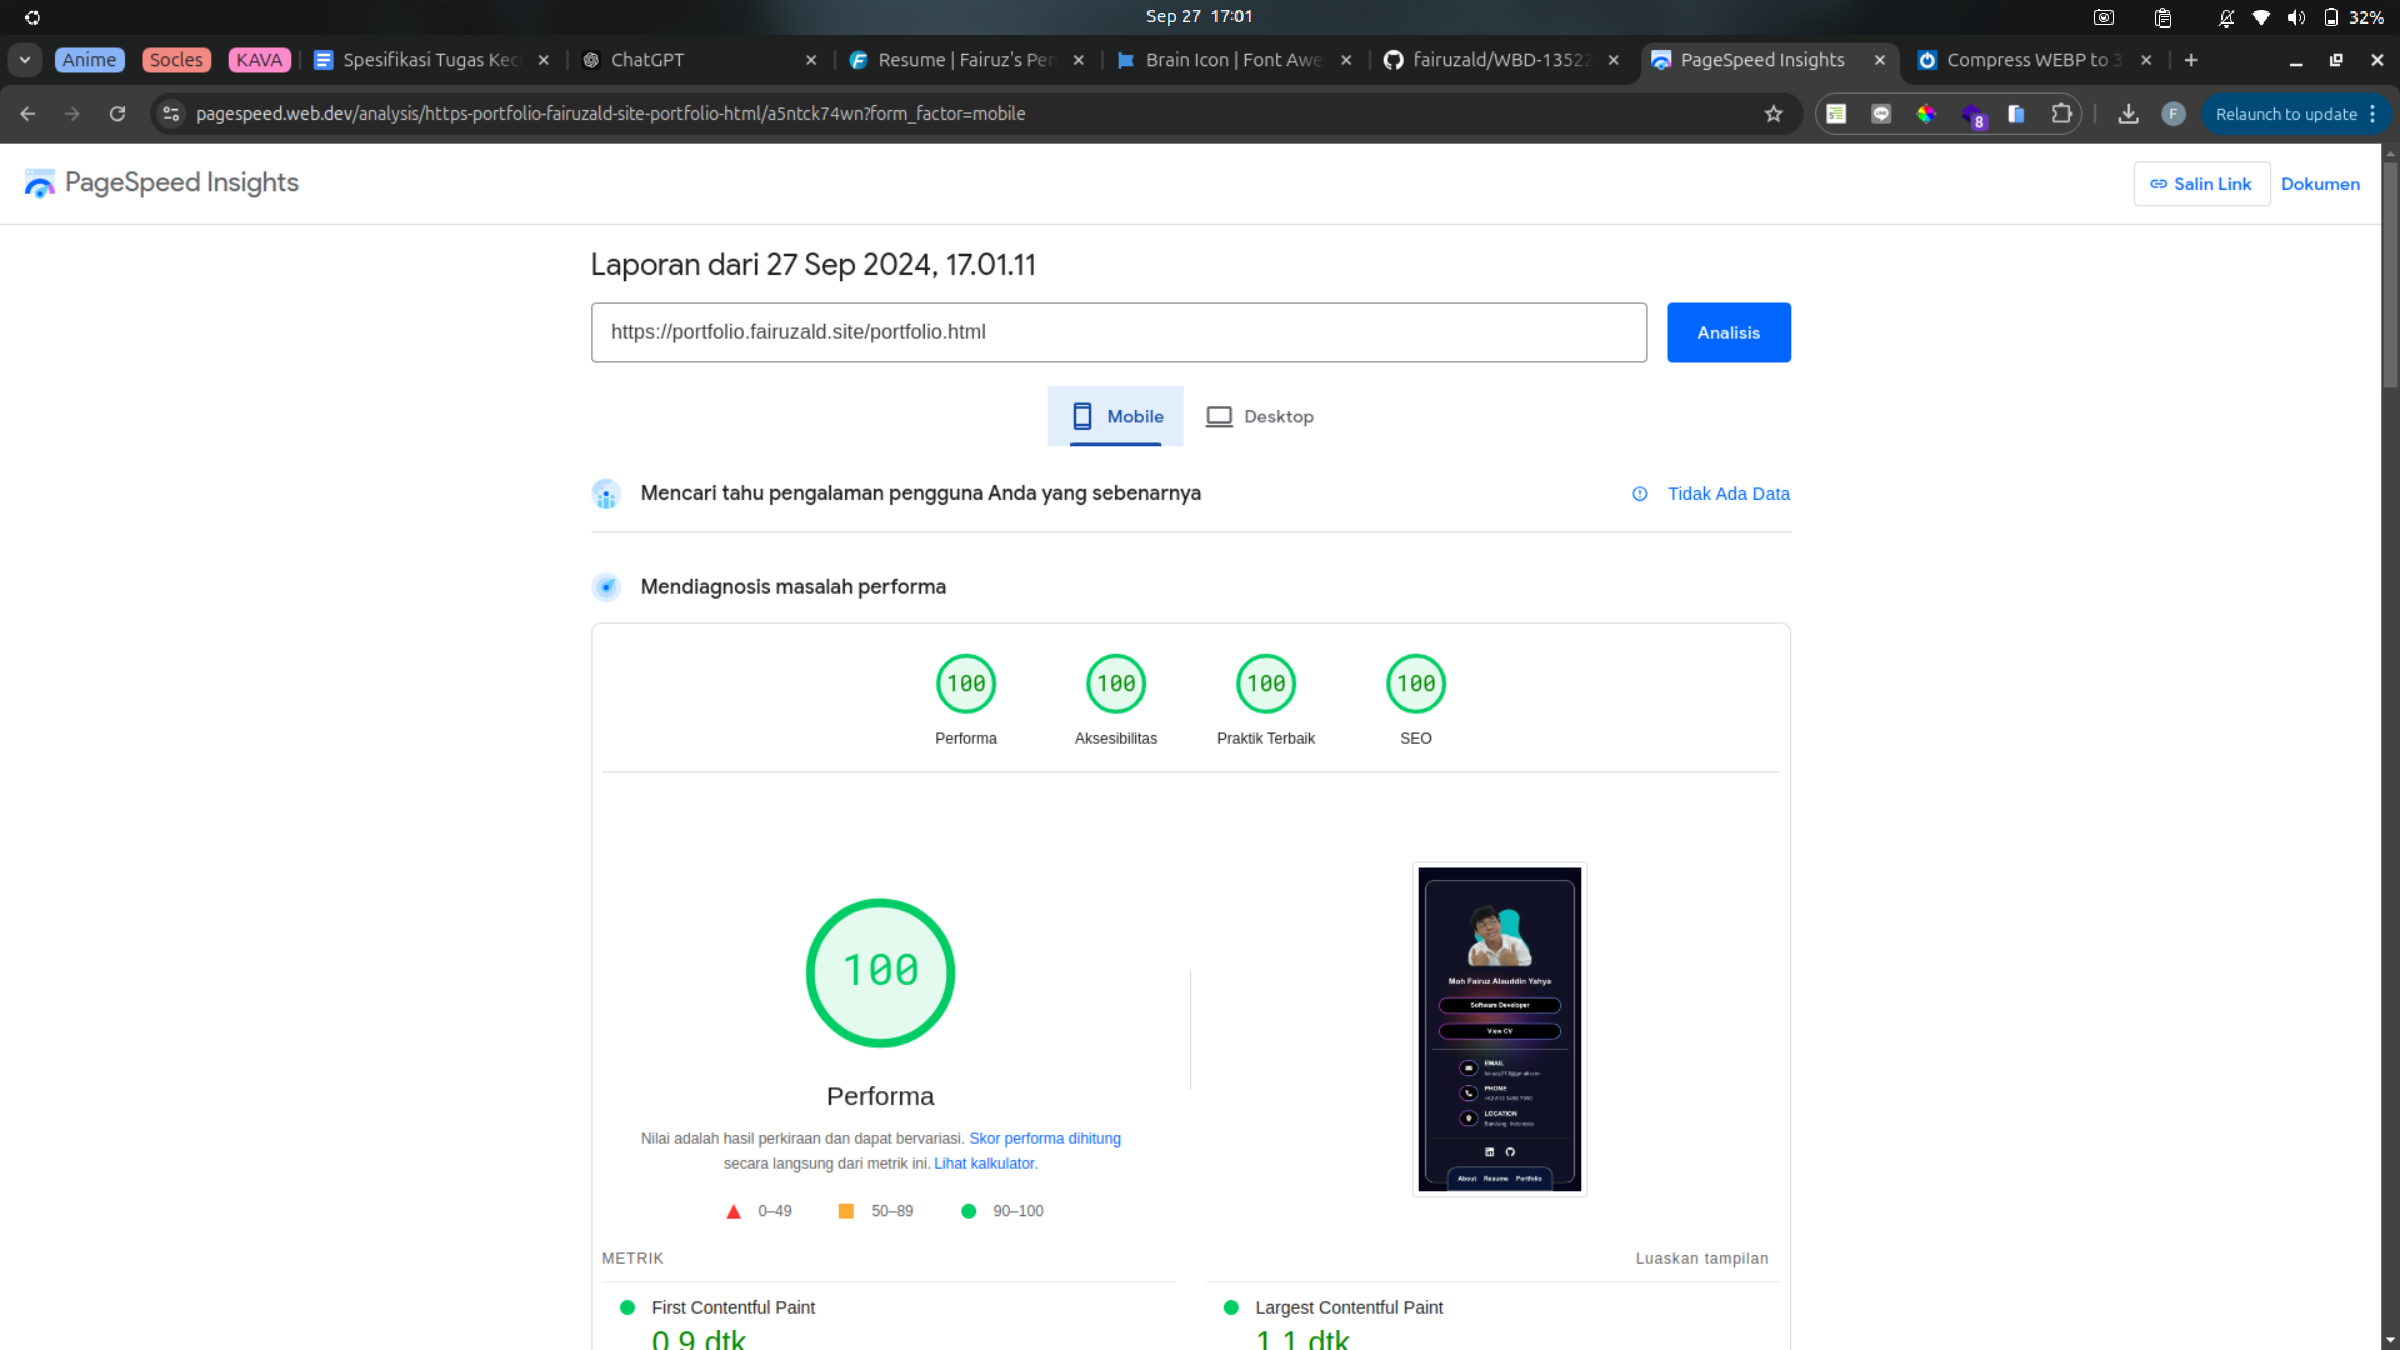 Sep 27 17:01
32%
Anime
Socles
KAVA
Spesifikasi Tugas Keci
ChatGPT
Resume | Fairuz's Per
Brain Icon | Font Awe
fairuzald/WBD-13522
PageSpeed Insights
Compress WEBP to 3
pagespeed.web.dev/analysis/https-portfolio-fairuzald-site-portfolio-html/a5ntck74wn?form_factor=mobile
8
F
Relaunch to update
PageSpeed Insights
Salin Link
Dokumen
Laporan dari 27 Sep 2024, 17.01.11
https://portfolio.fairuzald.site/portfolio.html
Analisis
Mobile
Desktop
Mencari tahu pengalaman pengguna Anda yang sebenarnya
Tidak Ada Data
Mendiagnosis masalah performa
100
100
100
100
Performa
Aksesibilitas
Praktik Terbaik
SEO
100
Performa
Nilai adalah hasil perkiraan dan dapat bervariasi. Skor performa dihitung
secara langsung dari metrik ini. Lihat kalkulator.
0–49
50–89
90–100
Moh Fairuz Alauddin Yahya
Software Developer
View CV
EMAIL
PHONE
LOCATION
Bandung, Indonesia
About Resume Portfolio
METRIK
Luaskan tampilan
First Contentful Paint
0,9 dtk
Largest Contentful Paint
1,1 dtk